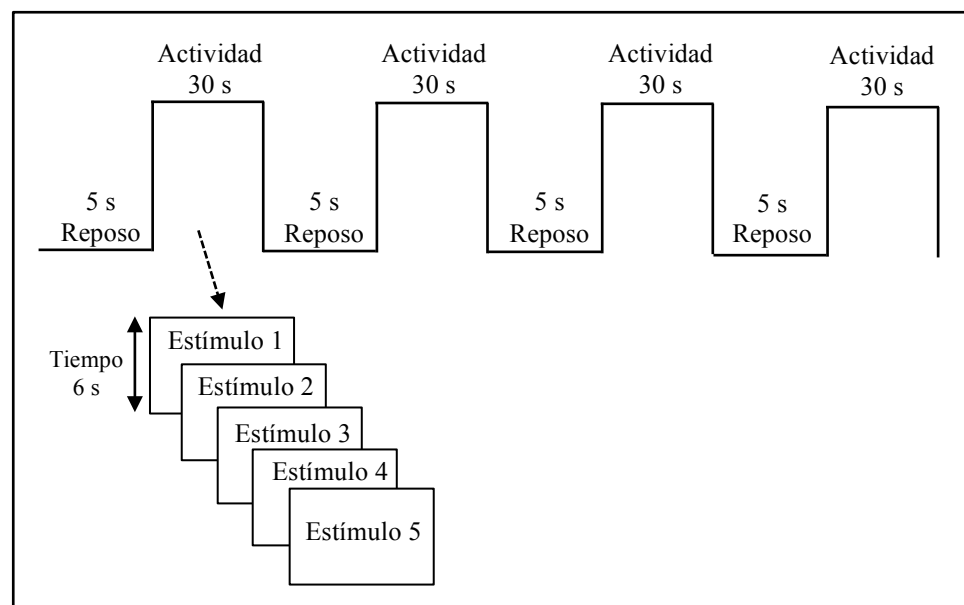 Actividad
30 s
Actividad
30 s
Actividad
30 s
Actividad
30 s
5 s
Reposo
5 s
Reposo
5 s
Reposo
5 s
Reposo
Tiempo
6 s
Estímulo 1
Estímulo 2
Estímulo 3
Estímulo 4
Estímulo 5